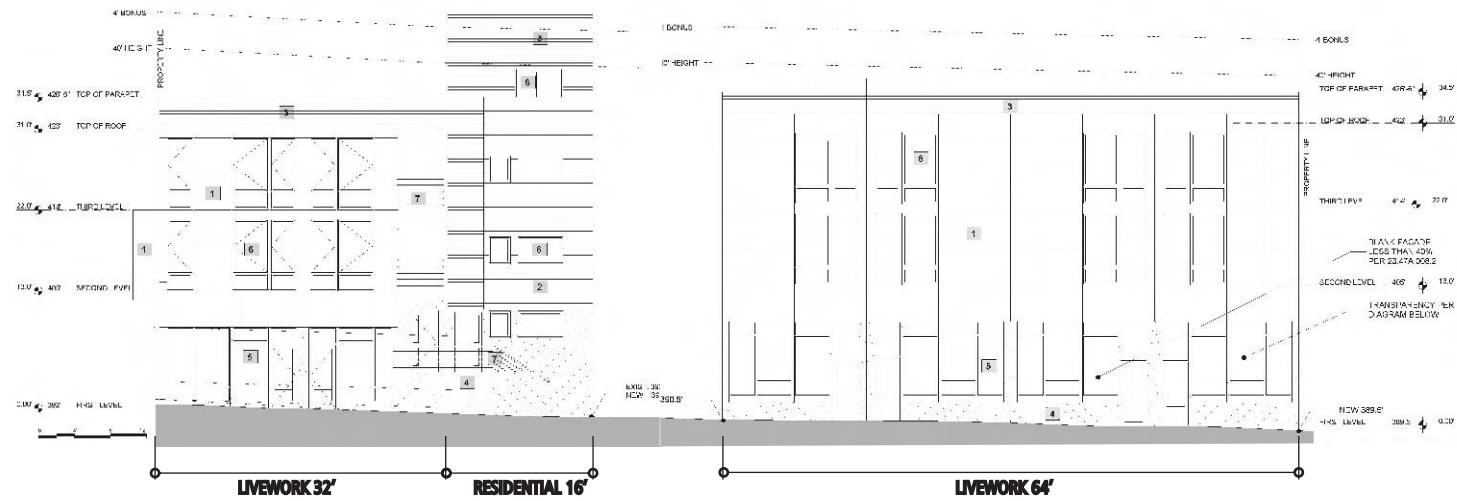 4' BONUS
40' HEIGHT
PROPERTY LINE
TOP OF PARAPET
31.0' 423' TOP OF ROOF
22.0' 414' THIRD LEVEL
13.0' 405' SECOND LEVEL
0.00' 392' FIRST LEVEL
3
1
1
6
7
5
3
6
6
2
7
4
BONUS
HEIGHT
390.5'
4' BONUS
40' HEIGHT
TOP OF PARAPET 426'-6" 34.5'
TOP OF ROOF 423' 31.0'
PROPERTY LINE
THIRD LEVEL 414' 22.0'
BLANK FACADE
LESS THAN 40%
PER 23.47A.008.2
SECOND LEVEL 405' 13.0'
TRANSPARENCY PER
DIAGRAM BELOW
NEW 389.5'
FIRST LEVEL 389.5 0.00'
3
6
1
5
4
LIVEWORK 32'
RESIDENTIAL 16'
LIVEWORK 64'